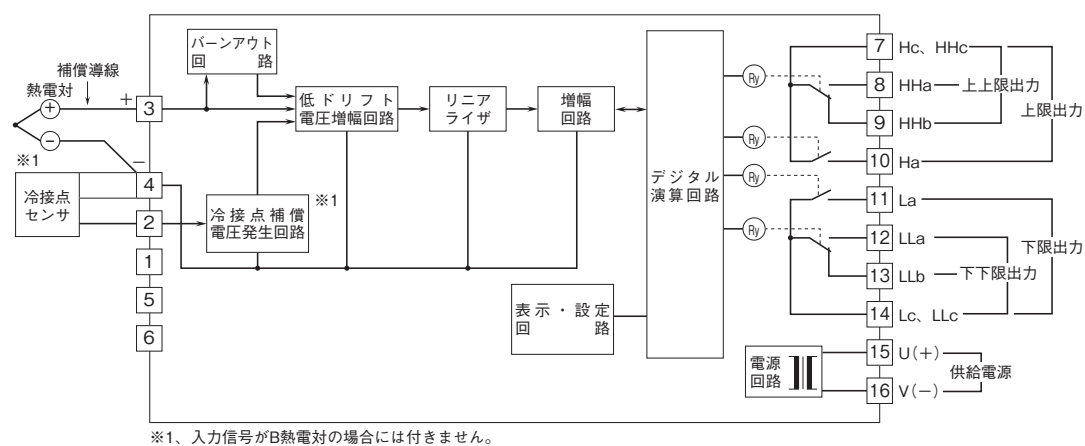 バーンアウト
回　　　路
補償導線
熱電対
+
+
−
−
※1
冷接点
センサ
3
4
2
1
5
6
低ドリフト
電圧増幅回路
リニア
ライザ
増幅
回路
冷接点補償
電圧発生回路
※1
デジタル
演算回路
表示・設定
回　　　路
Ry
Ry
Ry
Ry
電源
回路
7 Hc、HHc
8 HHa
9 HHb
10 Ha
上上限出力
上限出力
11 La
12 LLa
13 LLb
14 Lc、LLc
下下限出力
下限出力
15 U(+)
16 V(−)
供給電源
※1、入力信号がB熱電対の場合には付きません。